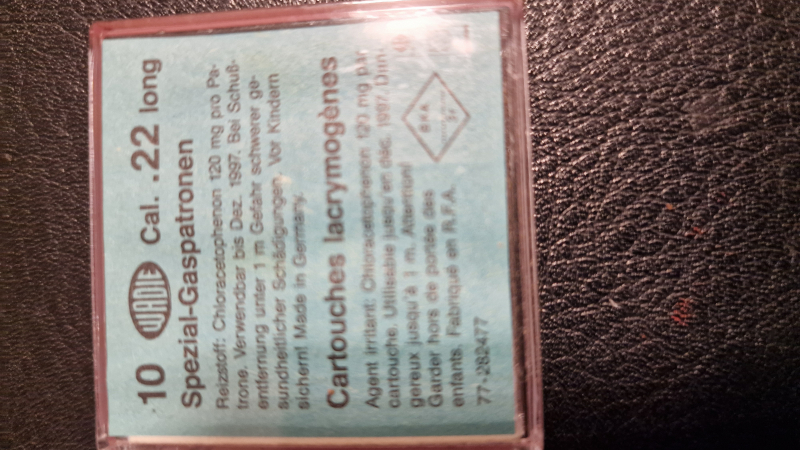 10 WADIE Cal. .22 long
Spezial-Gaspatronen
Reizstoff: Chloracetophenon 120 mg pro Pa-
trone. Verwendbar bis Dez. 1997. Bei Schuß-
entfernung unter 1 m Gefahr schwerer ge-
sundheitlicher Schädigungen. Vor Kindern
sichern! Made in Germany.
Cartouches lacrymogènes
Agent irritant: Chloracetophenon 120 mg par
cartouche. Utilisable jusqu'en déc. 1997. Dan-
gereux jusqu'à 1 m. Attention!
Garder hors de portée des
enfants. Fabriqué en R.F.A.
77-282477